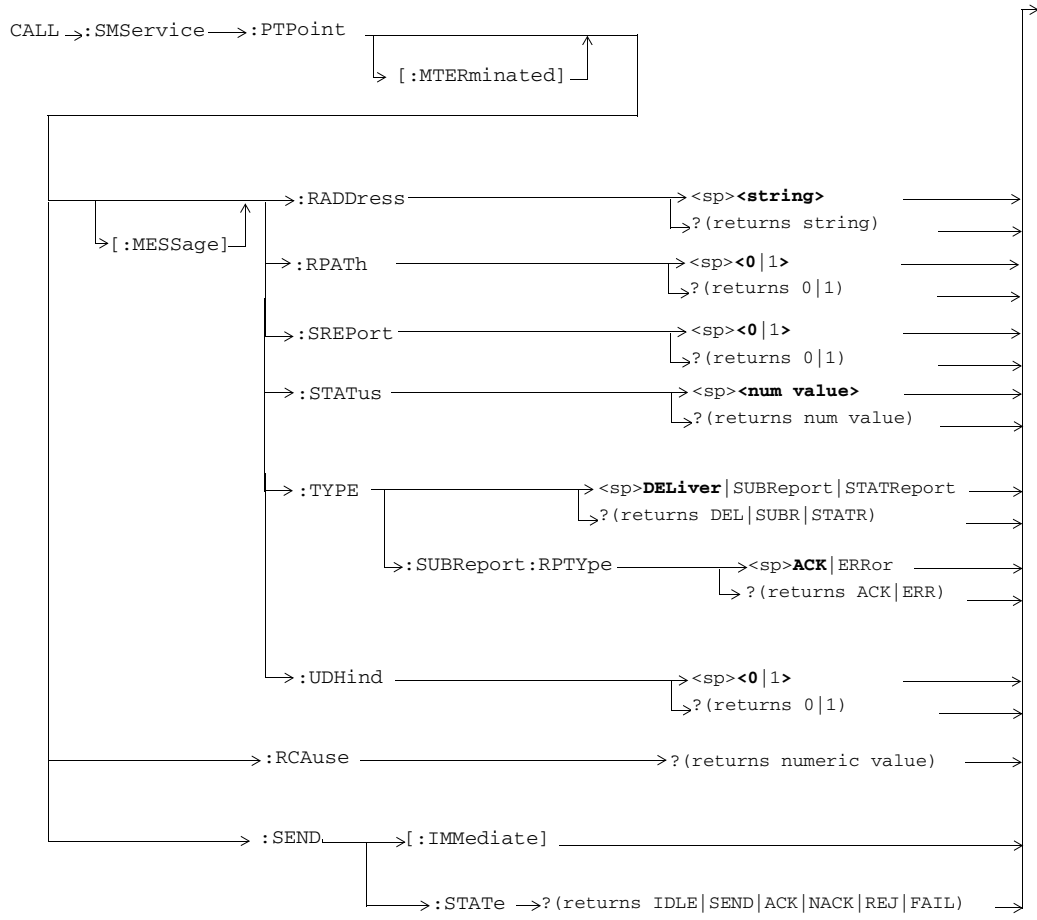 CALL :SMService :PTPoint
[:MTERminated]
:RADDress <sp><string>
[:MESSage] ?(returns string)
:RPATh <sp><0|1>
?(returns 0|1)
:SREPort <sp><0|1>
?(returns 0|1)
:STATus <sp><num value>
?(returns num value)
:TYPE <sp>DELiver|SUBReport|STATReport
?(returns DEL|SUBR|STATR)
:SUBReport:RPTYpe <sp>ACK|ERRor
?(returns ACK|ERR)
:UDHind <sp><0|1>
?(returns 0|1)
:RCAuse ?(returns numeric value)
:SEND [:IMMediate]
:STATe ?(returns IDLE|SEND|ACK|NACK|REJ|FAIL)